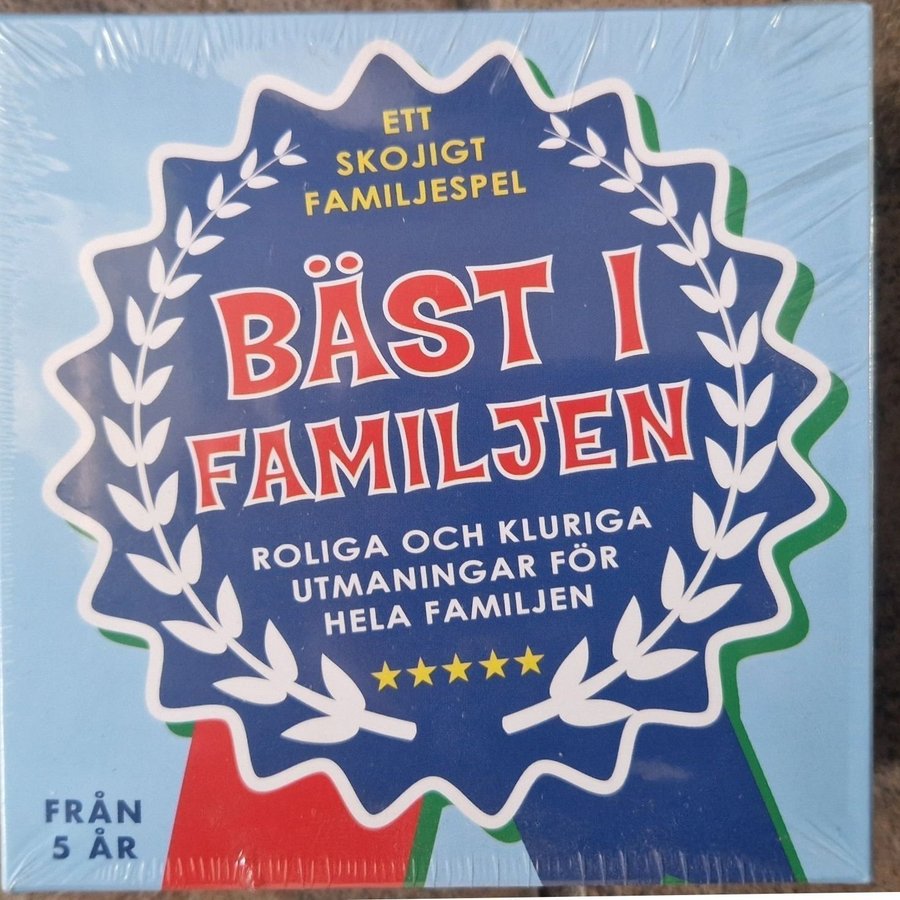 ETT
SKOJIGT
FAMILJESPEL
BÄST I
FAMILJEN
ROLIGA OCH KLURIGA
UTMANINGAR FÖR
HELA FAMILJEN
FRÅN
5 ÅR